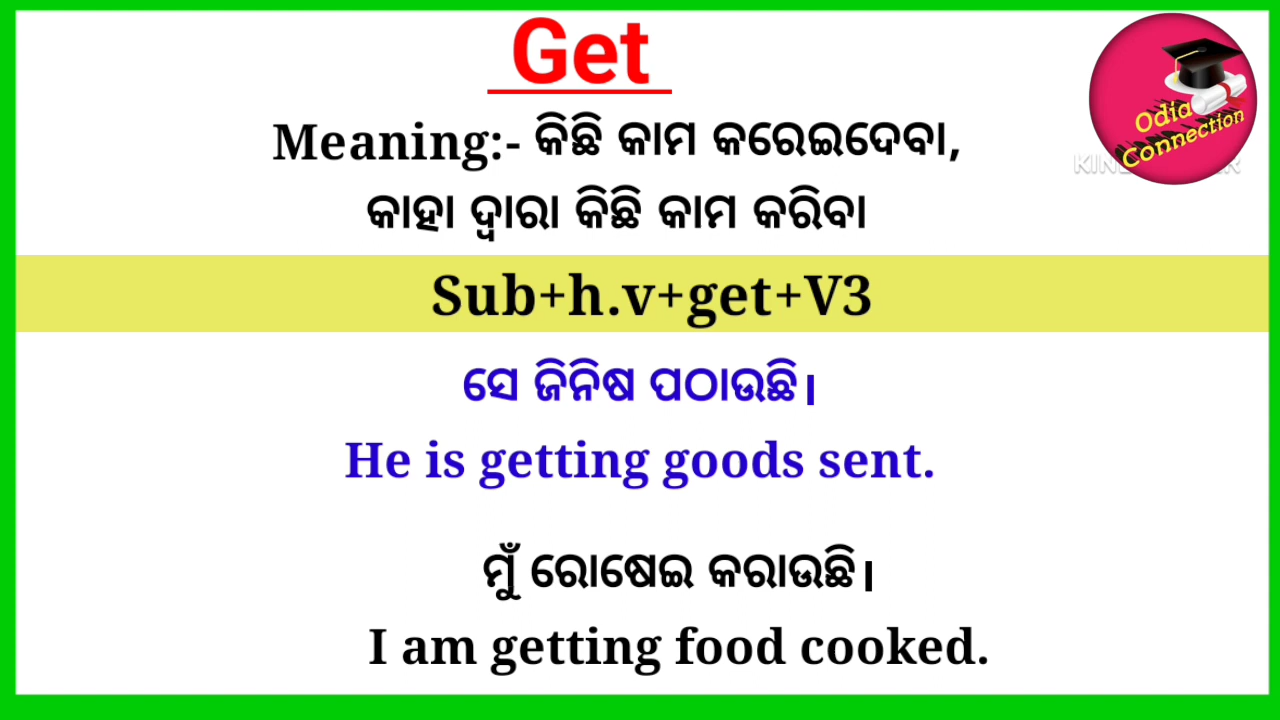 Get
Odia
Connection
Meaning:- କିଛି କାମ କରେଇଦେବା,
କାହା ଦ୍ଵାରା କିଛି କାମ କରିବା
Sub+h.v+get+V3
ସେ ଜିନିଷ ପଠାଉଛି।
He is getting goods sent.
ମୁଁ ରୋଷେଇ କରାଉଛି।
I am getting food cooked.